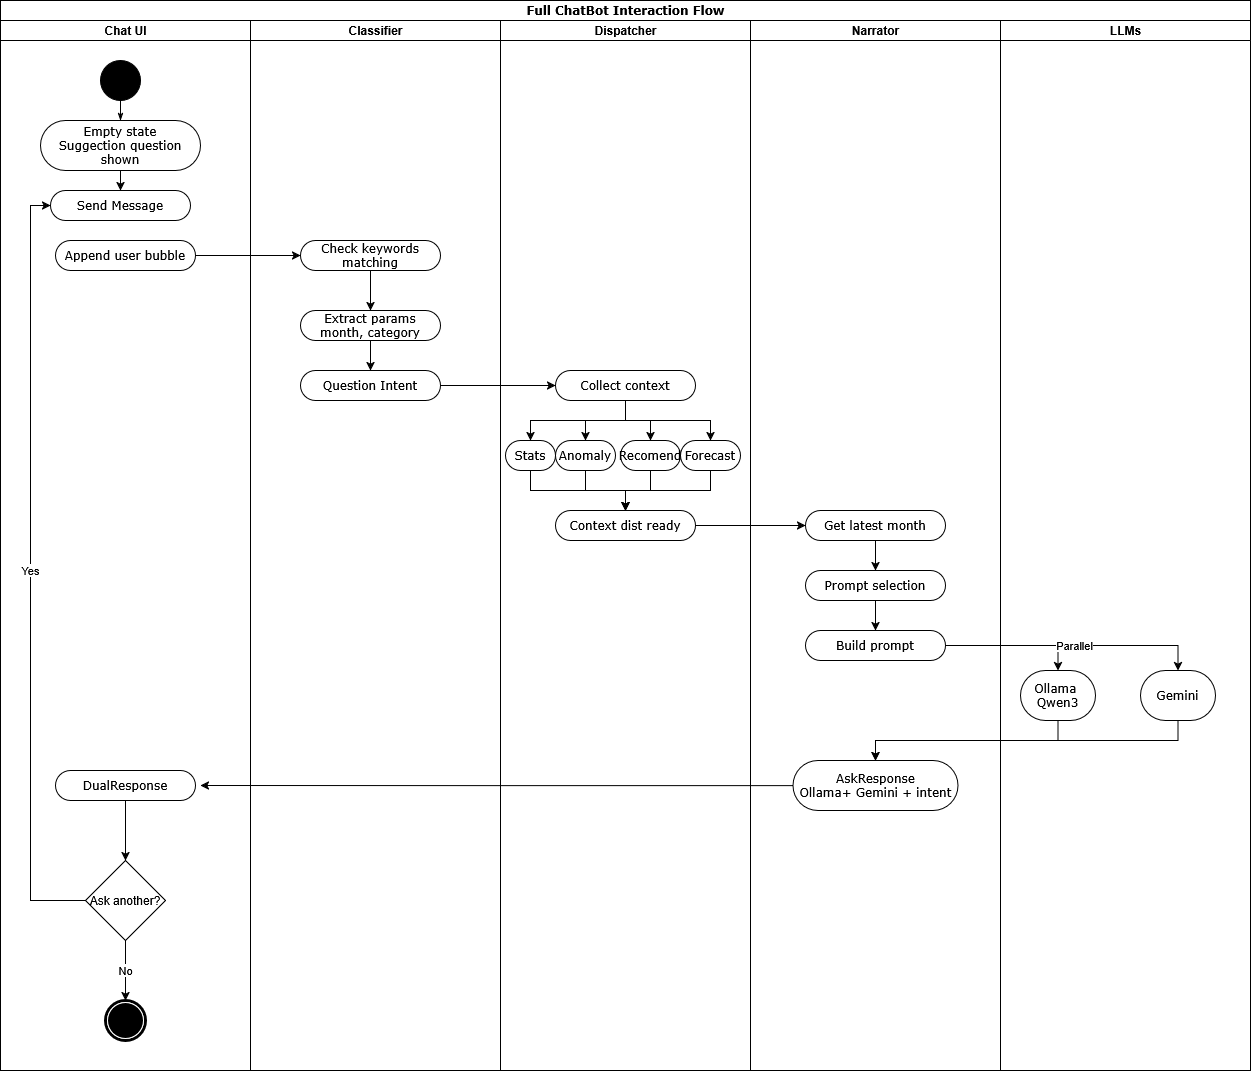 Full ChatBot Interaction Flow
Chat UI
Classifier
Dispatcher
Narrator
LLMs
Empty state
Suggection question
shown
Send Message
Append user bubble
Check keywords
matching
Extract params
month, category
Question Intent
Collect context
Stats
Anomaly
Recomend
Forecast
Context dist ready
Get latest month
Prompt selection
Build prompt
Parallel
Ollama
Qwen3
Gemini
Yes
DualResponse
AskResponse
Ollama+ Gemini + intent
Ask another?
No